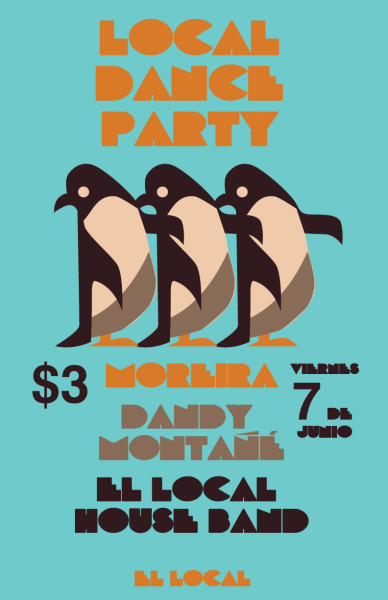 LOCAL
DANCE
PARTY
$3
MOREIRA
VIERNES
7 DE
JUNIO
DANDY
MONTAÑÉ
EL LOCAL
HOUSE BAND
EL LOCAL